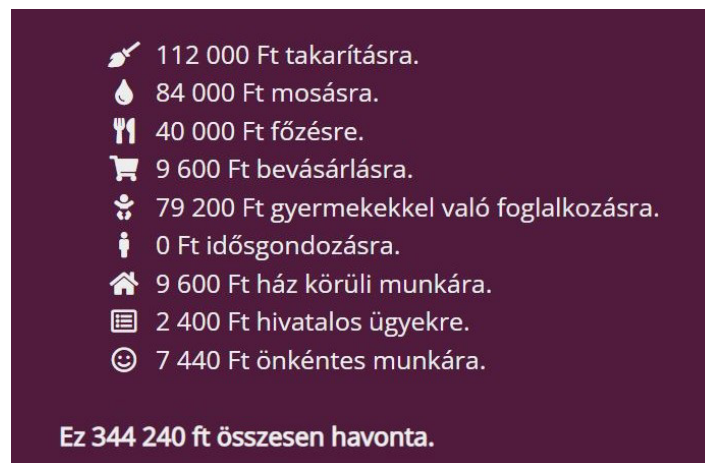 112 000 Ft takarításra.
84 000 Ft mosásra.
40 000 Ft főzésre.
9 600 Ft bevásárlásra.
79 200 Ft gyermekekkel való foglalkozásra.
0 Ft idősgondozásra.
9 600 Ft ház körüli munkára.
2 400 Ft hivatalos ügyekre.
7 440 Ft önkéntes munkára.
Ez 344 240 ft összesen havonta.